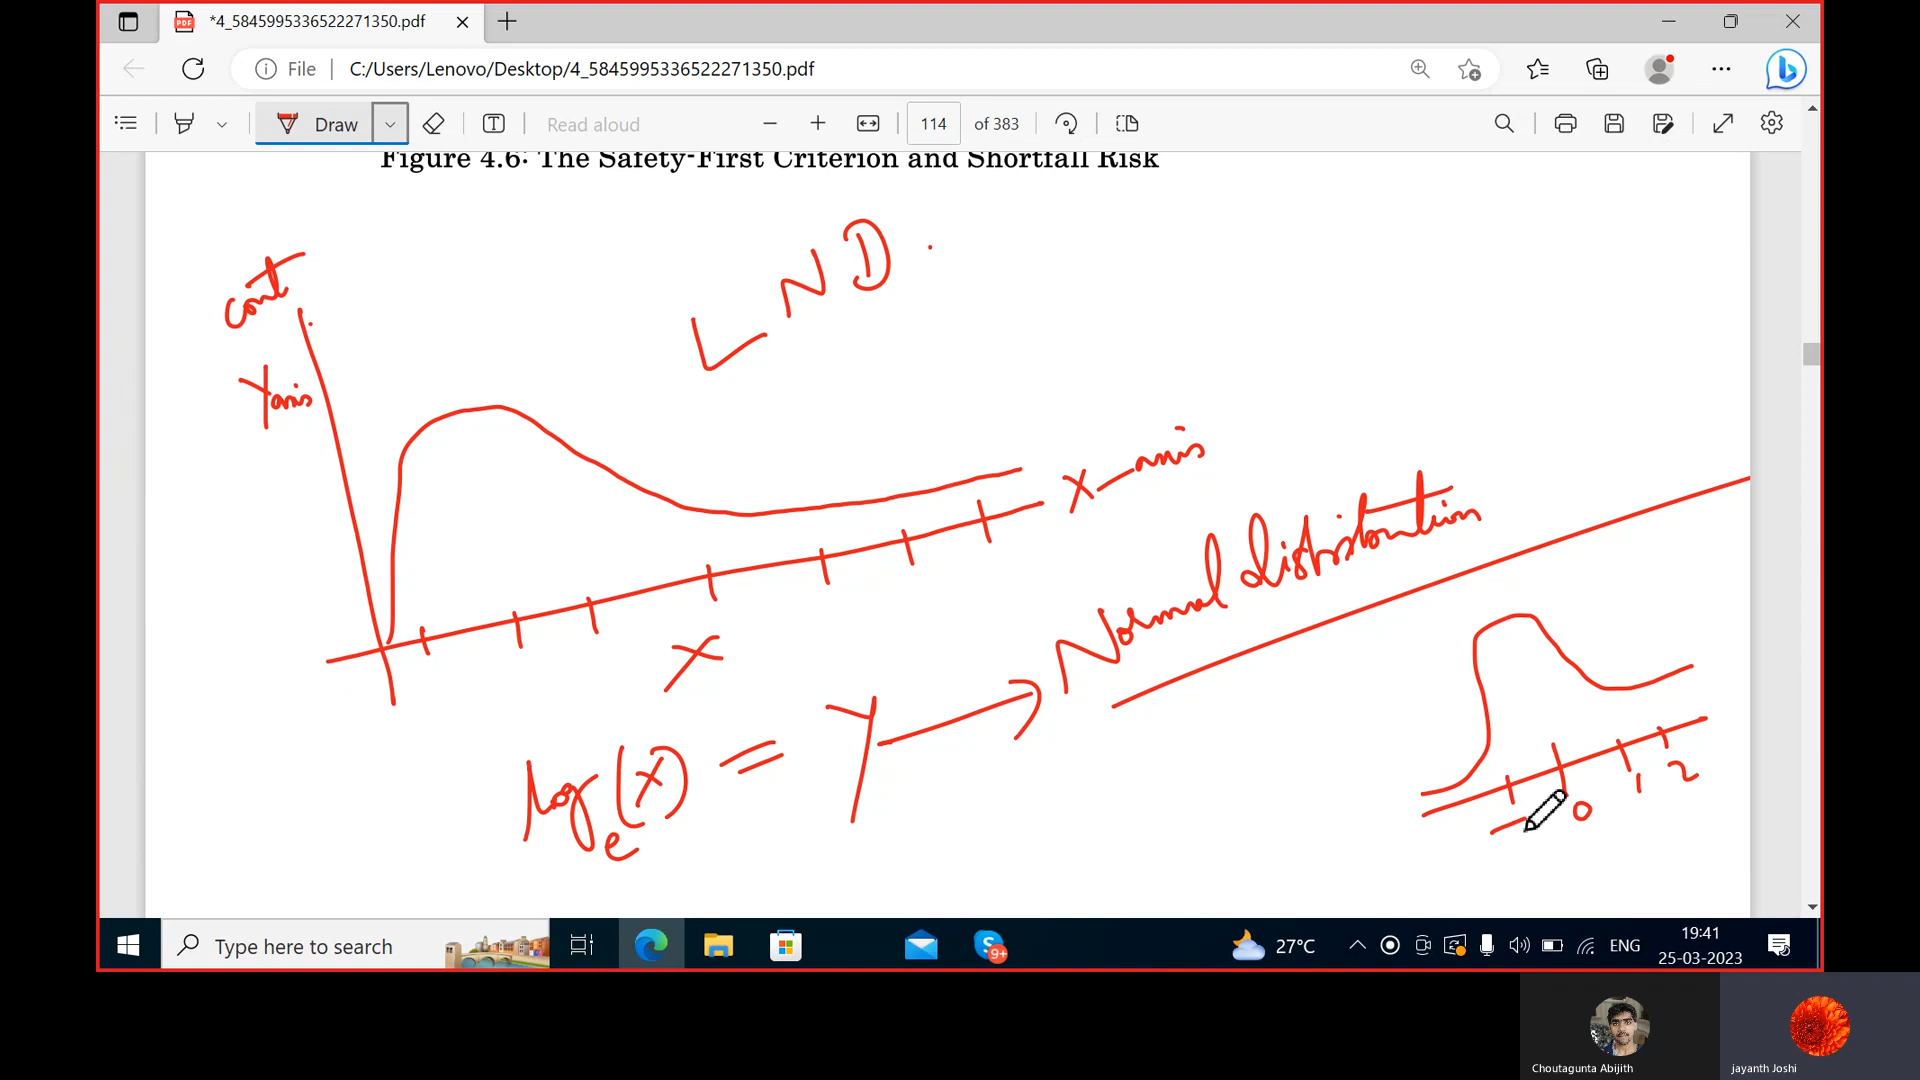 *4_5845995336522271350.pdf
File C:/Users/Lenovo/Desktop/4_5845995336522271350.pdf
Draw Read aloud 114 of 383
Figure 4.6: The Safety-First Criterion and Shortfall Risk
LND.
cont
Y axis
X-axis
Normal distribution
X
log e (x) = Y
0 1 2
Type here to search
9+
27°C
ENG
19:41
25-03-2023
Choutagunta Abijith
jayanth Joshi